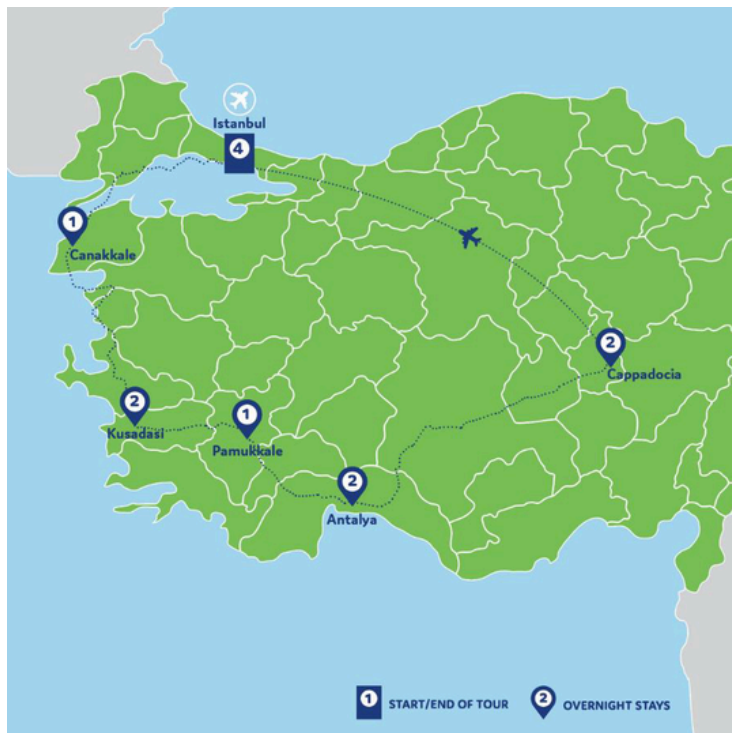 Istanbul
4
1
Canakkale
2
Cappadocia
2
Kusadasi
1
Pamukkale
2
Antalya
1 START/END OF TOUR
2 OVERNIGHT STAYS